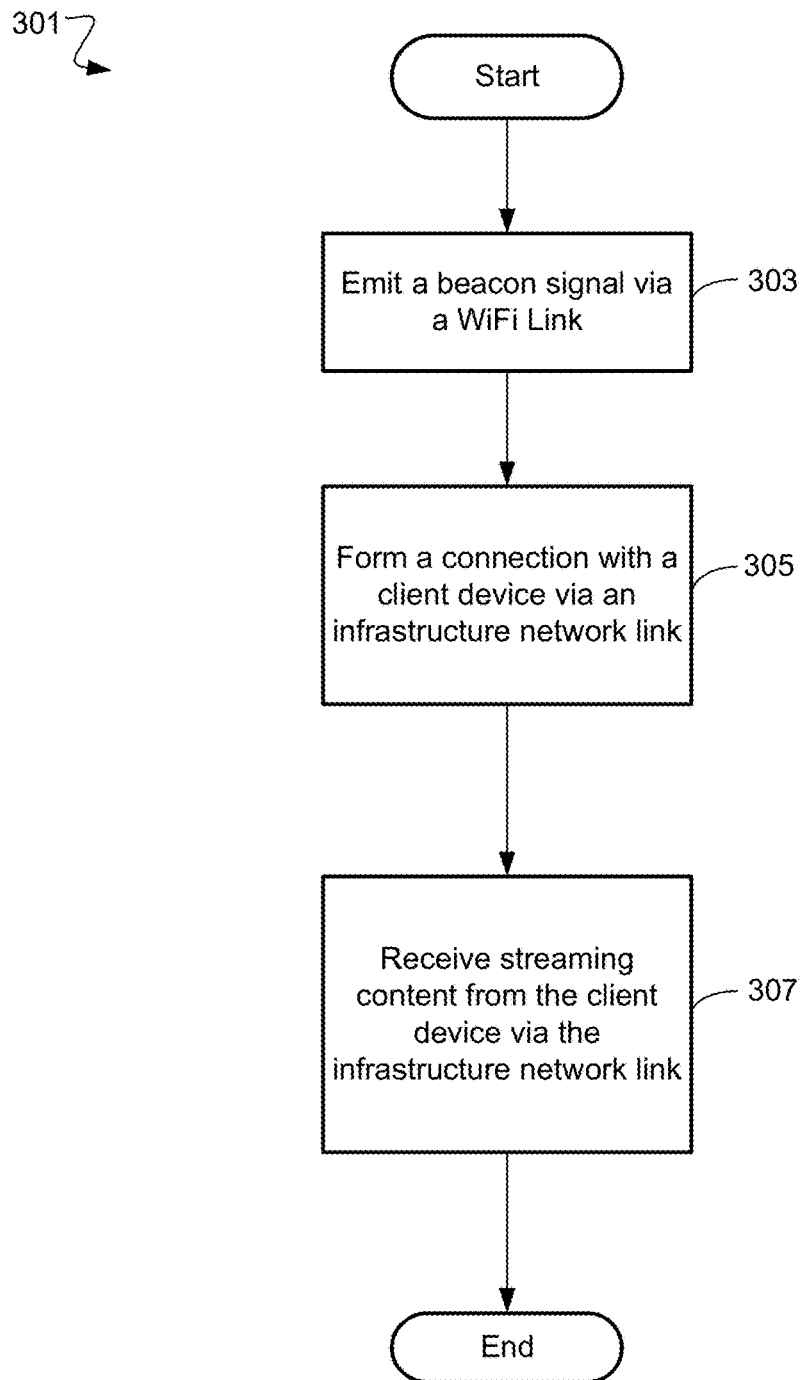 301
Start
Emit a beacon signal via
a WiFi Link
303
Form a connection with a
client device via an
infrastructure network link
305
Receive streaming
content from the client
device via the
infrastructure network link
307
End